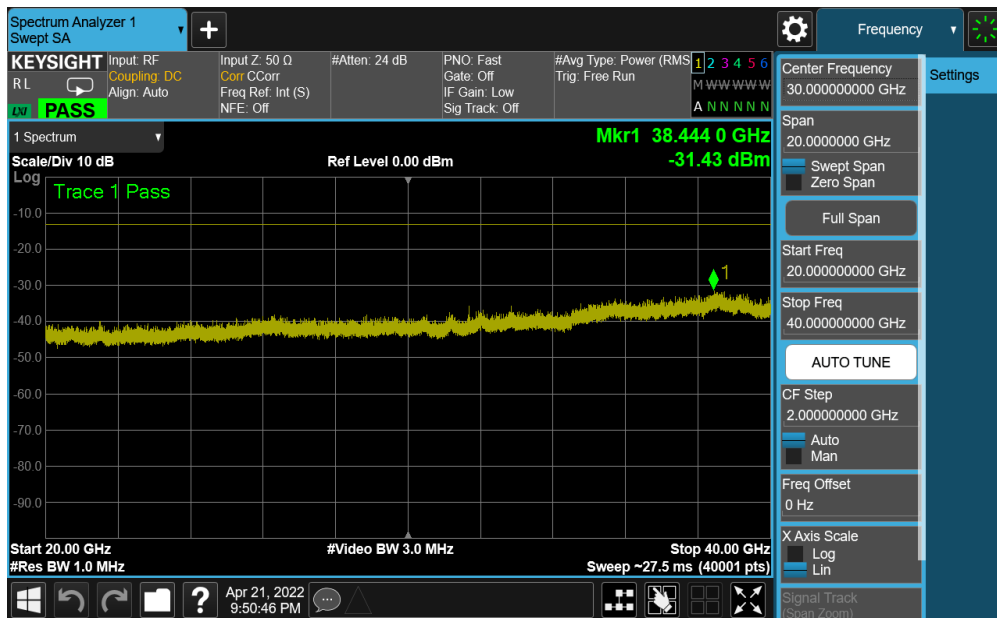 Spectrum Analyzer 1
Swept SA
+
Frequency
KEYSIGHT
R L
LXI
PASS
Input: RF
Coupling: DC
Align: Auto
Input Z: 50 Ω
Corr CCorr
Freq Ref: Int (S)
NFE: Off
#Atten: 24 dB
PNO: Fast
Gate: Off
IF Gain: Low
Sig Track: Off
#Avg Type: Power (RMS
Trig: Free Run
1 2 3 4 5 6
M W W W W W
A N N N N N
1 Spectrum
Scale/Div 10 dB
Ref Level 0.00 dBm
Mkr1 38.444 0 GHz
-31.43 dBm
Log
Trace 1 Pass
1
-10.0
-20.0
-30.0
-40.0
-50.0
-60.0
-70.0
-80.0
-90.0
Start 20.00 GHz
#Video BW 3.0 MHz
Stop 40.00 GHz
#Res BW 1.0 MHz
Sweep ~27.5 ms (40001 pts)
Center Frequency
30.000000000 GHz
Settings
Span
20.0000000 GHz
Swept Span
Zero Span
Full Span
Start Freq
20.000000000 GHz
Stop Freq
40.000000000 GHz
AUTO TUNE
CF Step
2.000000000 GHz
Auto
Man
Freq Offset
0 Hz
X Axis Scale
Log
Lin
Signal Track
(Span Zoom)
?
Apr 21, 2022
9:50:46 PM